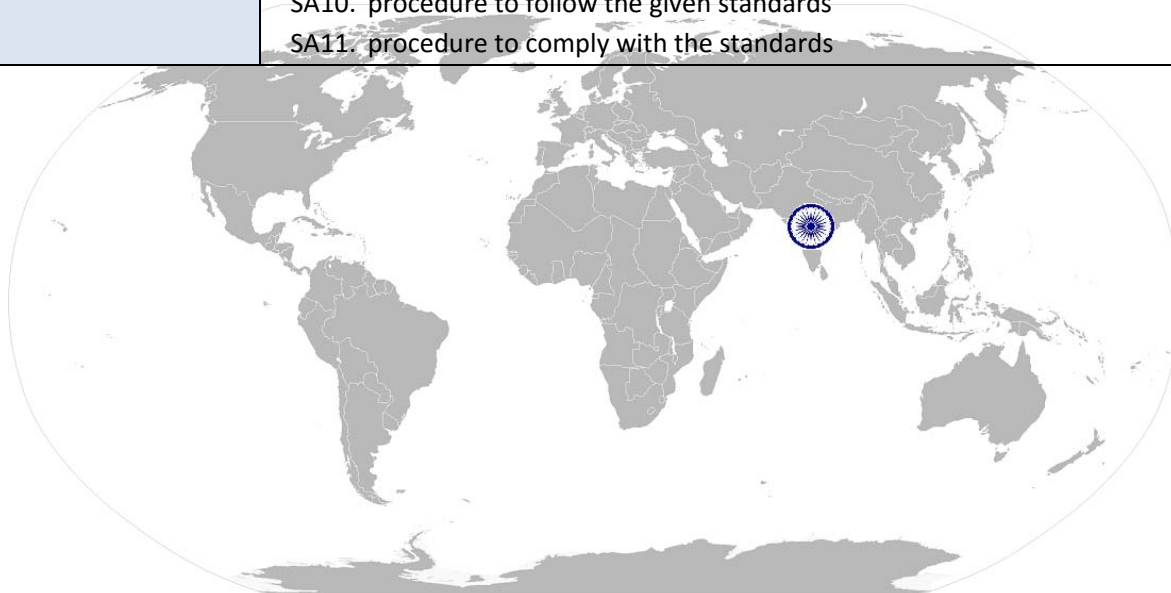 SA10. procedure to follow the given standards
SA11. procedure to comply with the standards